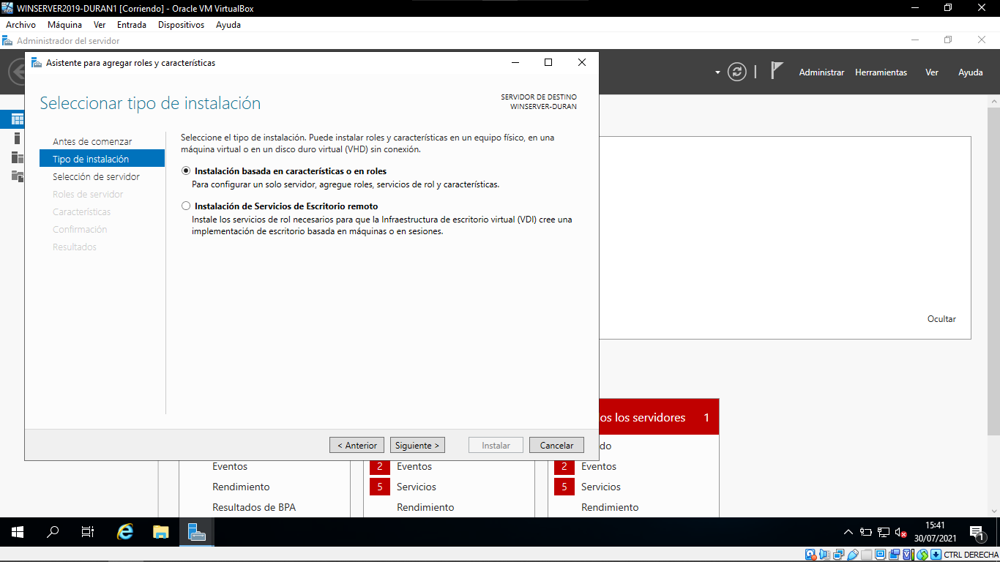 WINSERVER2019-DURAN1 [Corriendo] - Oracle VM VirtualBox
Archivo Máquina Ver Entrada Dispositivos Ayuda
Administrador del servidor
Asistente para agregar roles y características
Administrar Herramientas Ver Ayuda
Seleccionar tipo de instalación
SERVIDOR DE DESTINO
WINSERVER-DURAN
Antes de comenzar
Tipo de instalación
Selección de servidor
Roles de servidor
Características
Confirmación
Resultados
Seleccione el tipo de instalación. Puede instalar roles y características en un equipo físico, en una
máquina virtual o en un disco duro virtual (VHD) sin conexión.
Instalación basada en características o en roles
Para configurar un solo servidor, agregue roles, servicios de rol y características.
Instalación de Servicios de Escritorio remoto
Instale los servicios de rol necesarios para que la Infraestructura de escritorio virtual (VDI) cree una
implementación de escritorio basada en máquinas o en sesiones.
Ocultar
< Anterior Siguiente > Instalar Cancelar
os los servidores 1
do
Eventos 2 Eventos 2 Eventos
Rendimiento 5 Servicios 5 Servicios
Resultados de BPA Rendimiento Rendimiento
15:41
30/07/2021
1
CTRL DERECHA